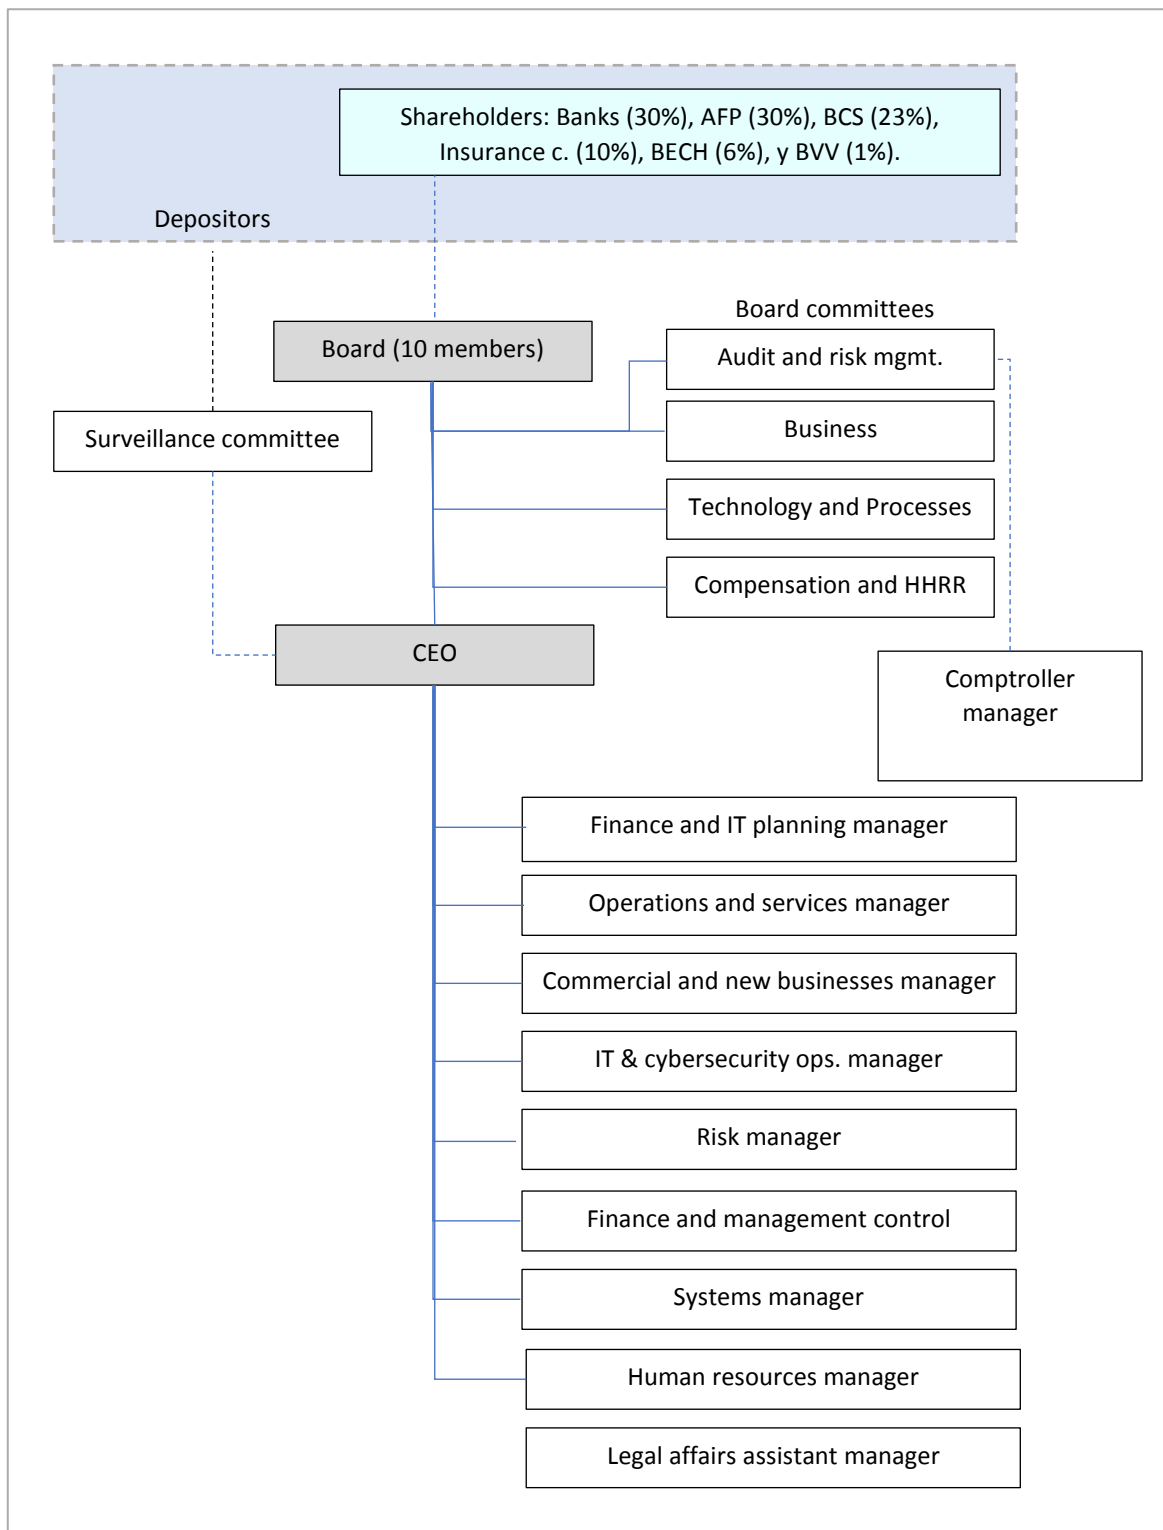 Shareholders: Banks (30%), AFP (30%), BCS (23%),
Insurance c. (10%), BECH (6%), y BVV (1%).
Depositors
Board committees
Board (10 members)
Audit and risk mgmt.
Surveillance committee
Business
Technology and Processes
Compensation and HHRR
CEO
Comptroller
manager
Finance and IT planning manager
Operations and services manager
Commercial and new businesses manager
IT & cybersecurity ops. manager
Risk manager
Finance and management control
Systems manager
Human resources manager
Legal affairs assistant manager